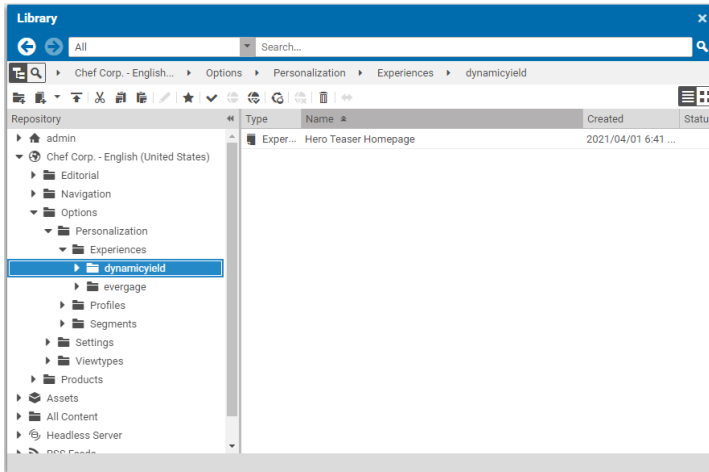 Library
All
Search...
Chef Corp. - English... Options Personalization Experiences dynamicyield
Repository
Type Name Created Statu
admin
Exper... Hero Teaser Homepage 2021/04/01 6:41 ...
Chef Corp. - English (United States)
Editorial
Navigation
Options
Personalization
Experiences
dynamicyield
evergage
Profiles
Segments
Settings
Viewtypes
Products
Assets
All Content
Headless Server
RSS Feeds